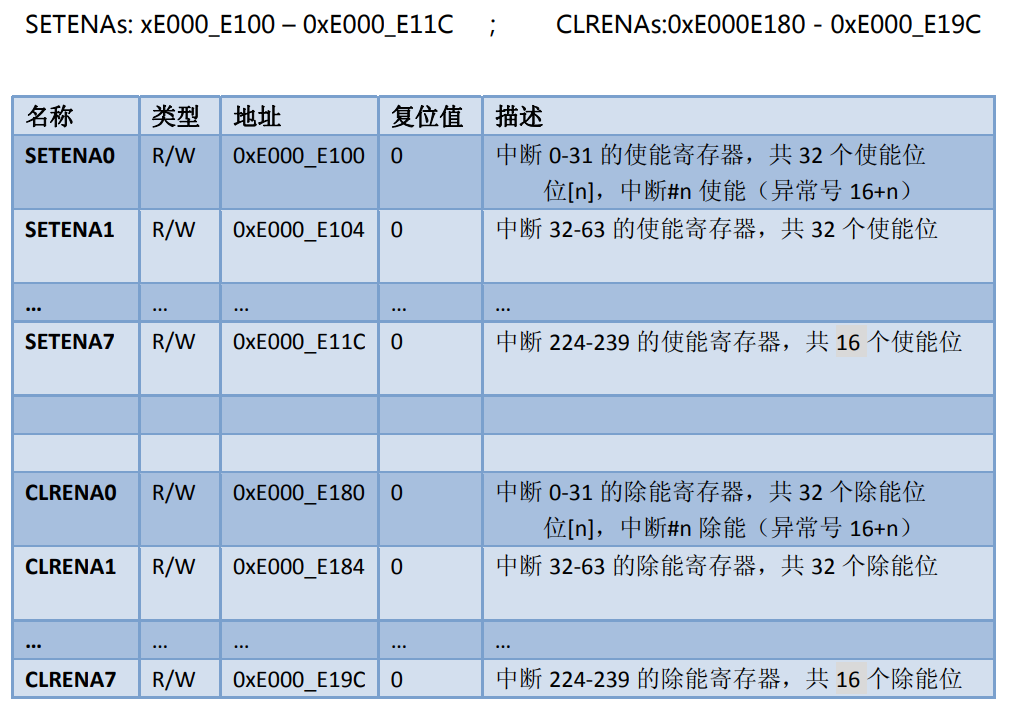 SETENAs: xE000_E100 – 0xE000_E11C ; CLRENAs:0xE000E180 - 0xE000_E19C
名称 类型 地址 复位值 描述
SETENA0 R/W 0xE000_E100 0 中断 0-31 的使能寄存器，共 32 个使能位
位[n]，中断#n 使能（异常号 16+n）
SETENA1 R/W 0xE000_E104 0 中断 32-63 的使能寄存器，共 32 个使能位
... ... ... ... ...
SETENA7 R/W 0xE000_E11C 0 中断 224-239 的使能寄存器，共 16 个使能位
CLRENA0 R/W 0xE000_E180 0 中断 0-31 的除能寄存器，共 32 个除能位
位[n]，中断#n 除能（异常号 16+n）
CLRENA1 R/W 0xE000_E184 0 中断 32-63 的除能寄存器，共 32 个除能位
... ... ... ... ...
CLRENA7 R/W 0xE000_E19C 0 中断 224-239 的除能寄存器，共 16 个除能位